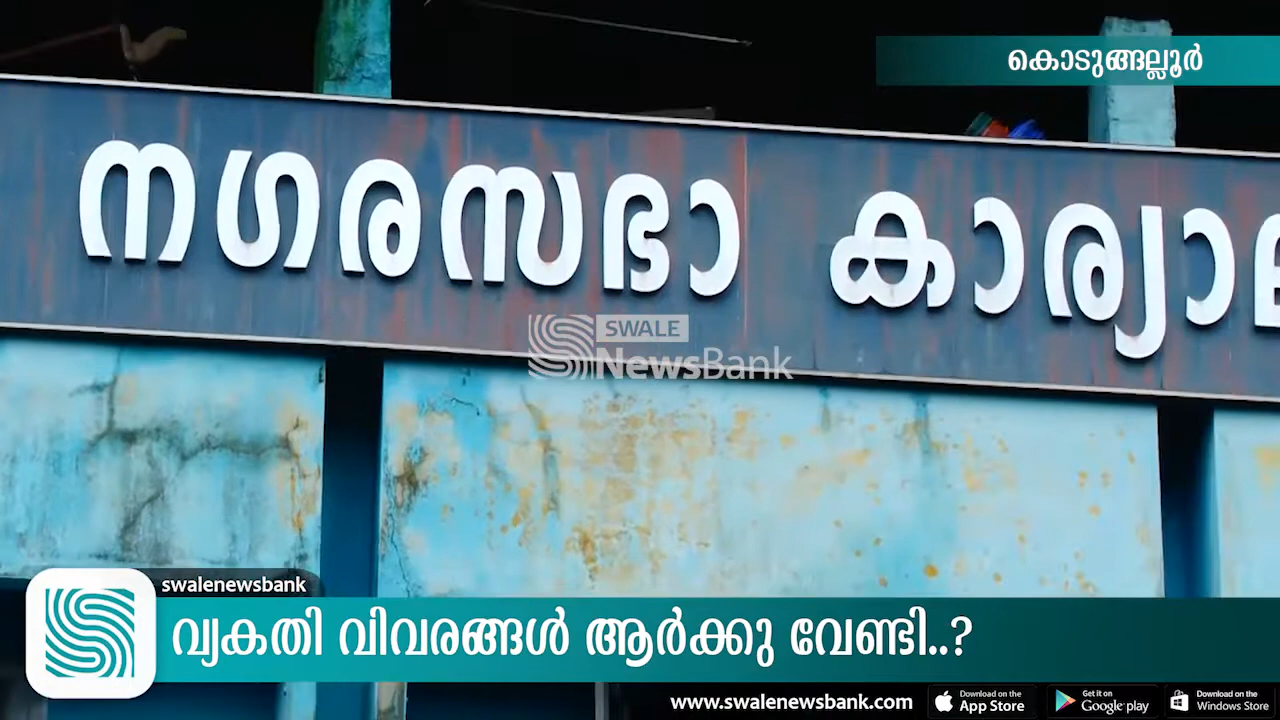 കൊടുങ്ങല്ലൂർ
നഗരസഭാ കാര്യാല
SWALE
NewsBank
swalenewsbank
വ്യകതി വിവരങ്ങൾ ആർക്കു വേണ്ടി..?
www.swalenewsbank.com
Download on the
App Store
Get it on
Google play
Download on the
Windows Store